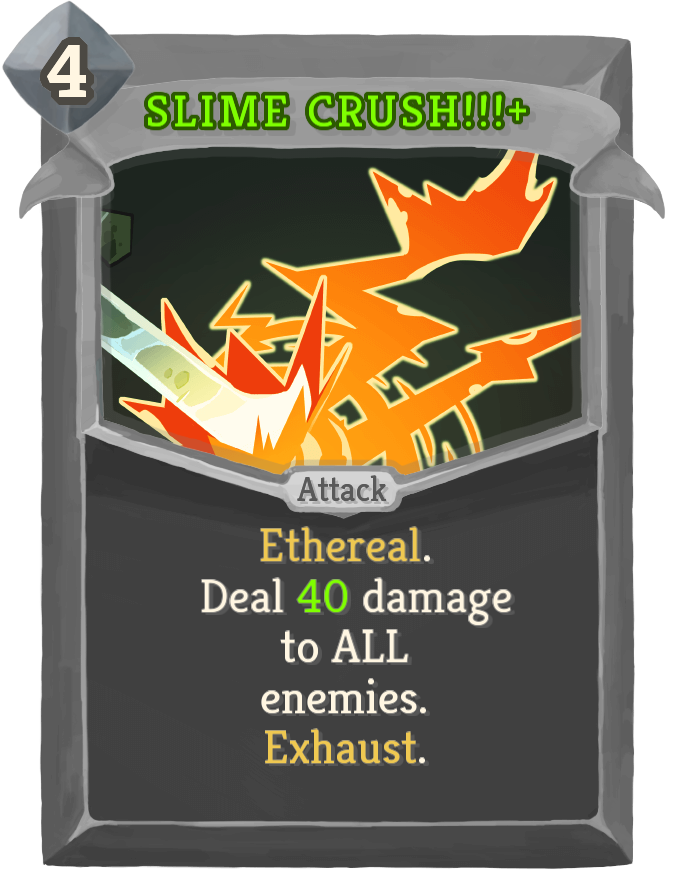 4
SLIME CRUSH!!!+
Attack
Ethereal.
Deal 40 damage
to ALL
enemies.
Exhaust.